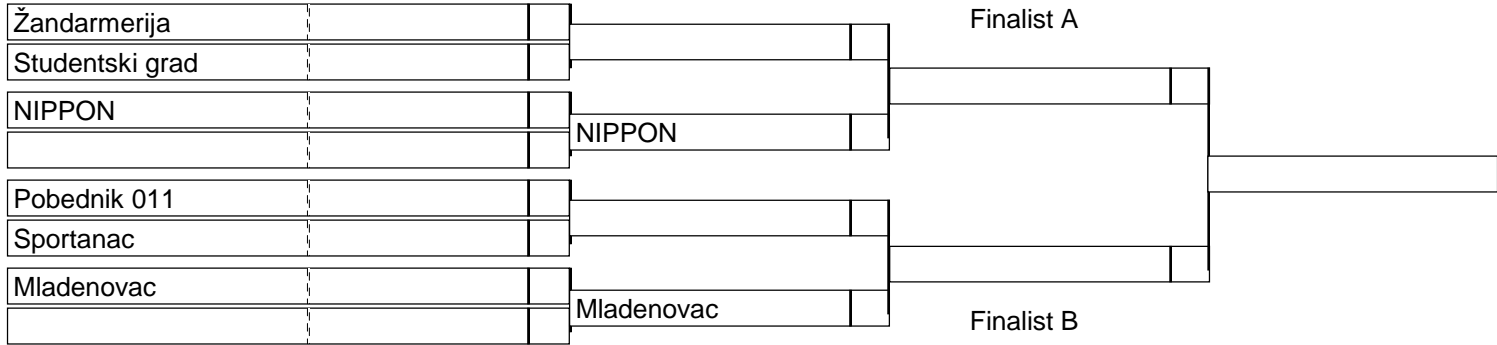 Žandarmerija
Studentski grad
NIPPON
Pobednik 011
Sportanac
Mladenovac
NIPPON
Mladenovac
Finalist A
Finalist B